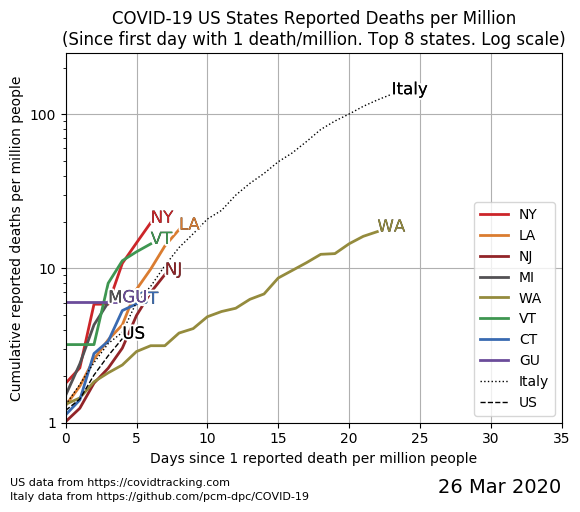 COVID-19 US States Reported Deaths per Million
(Since first day with 1 death/million. Top 8 states. Log scale)
Cumulative reported deaths per million people
100
10
1
Italy
NY
LA
WA
VT
NJ
MI
GU
CT
US
NY
LA
NJ
MI
WA
VT
CT
GU
Italy
US
0 5 10 15 20 25 30 35
Days since 1 reported death per million people
US data from https://covidtracking.com
Italy data from https://github.com/pcm-dpc/COVID-19
26 Mar 2020